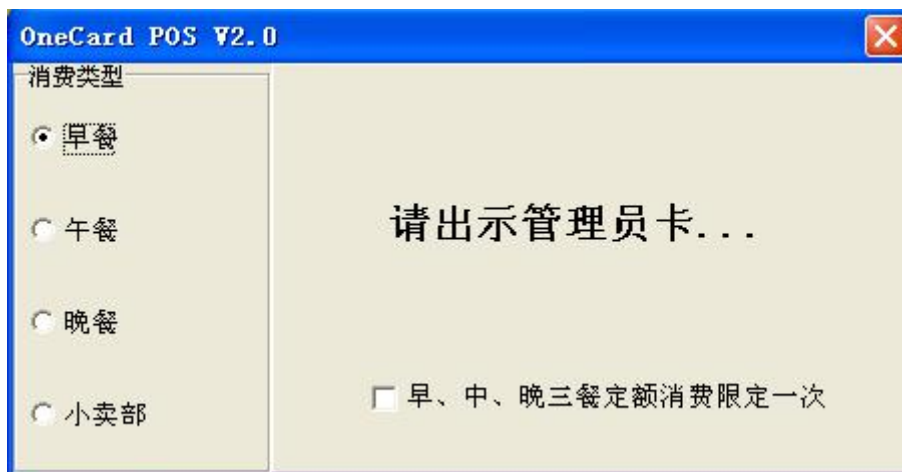 OneCard POS V2.0
消费类型
早餐
午餐
晚餐
小卖部
请出示管理员卡...
早、中、晚三餐定额消费限定一次